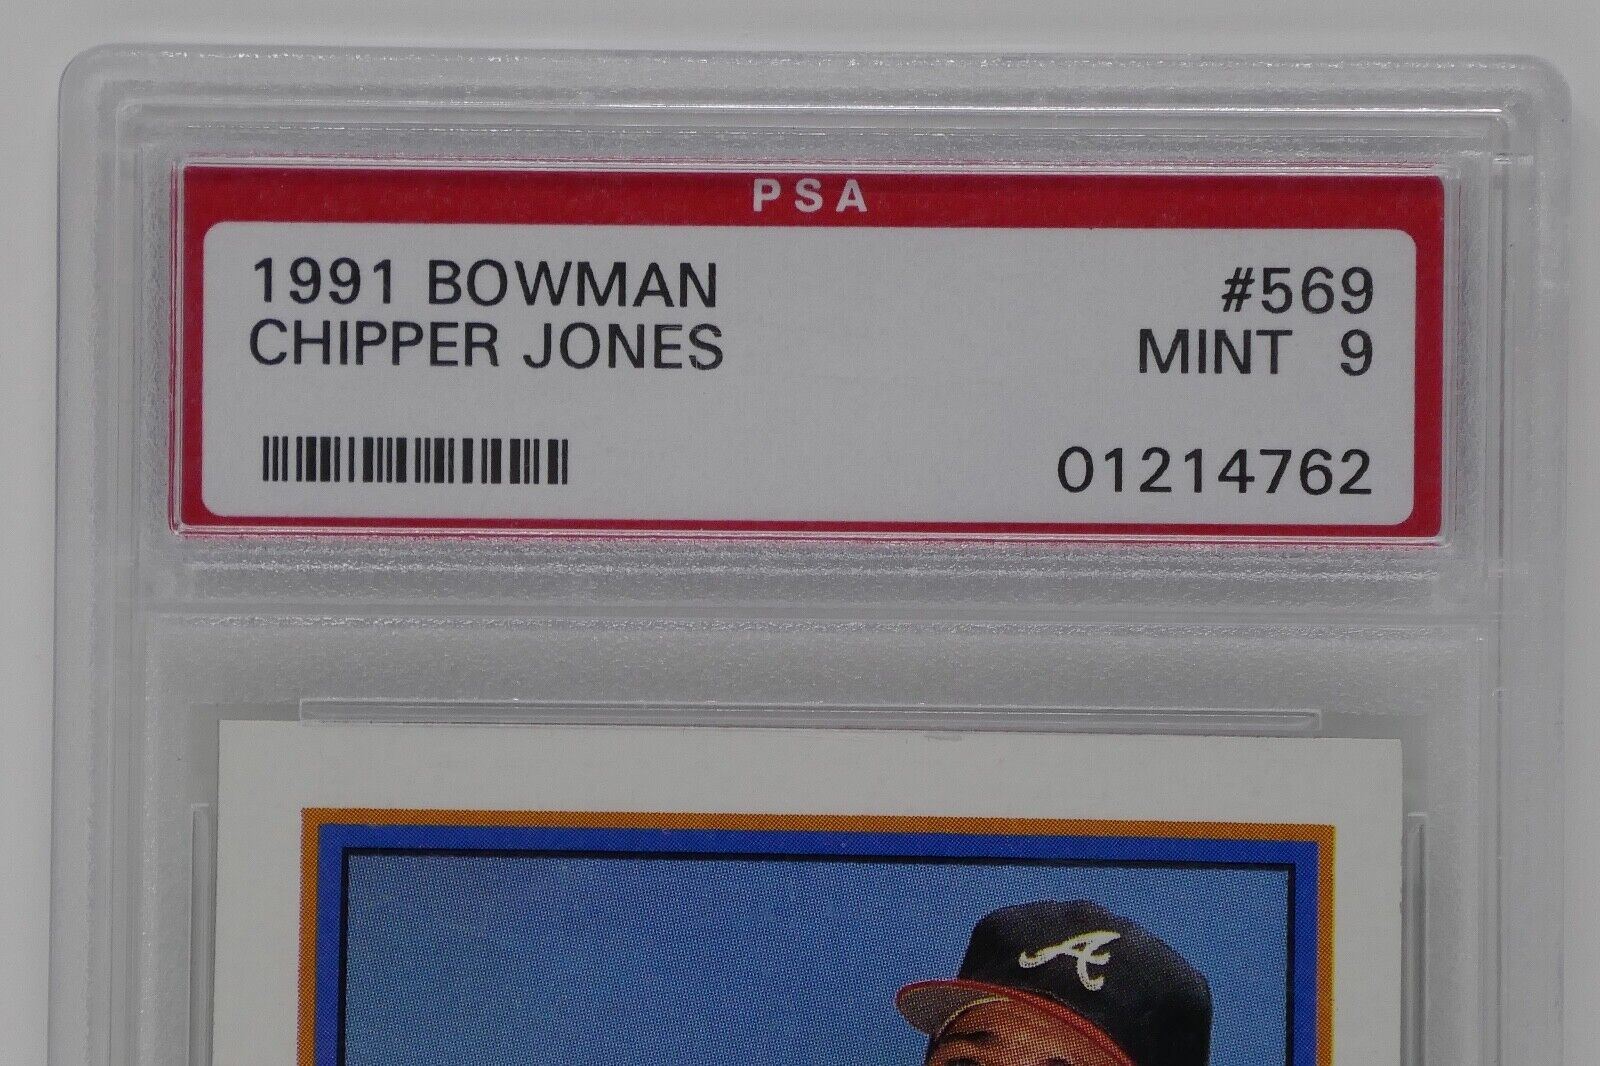 PSA
1991 BOWMAN #569
CHIPPER JONES MINT 9
01214762
A